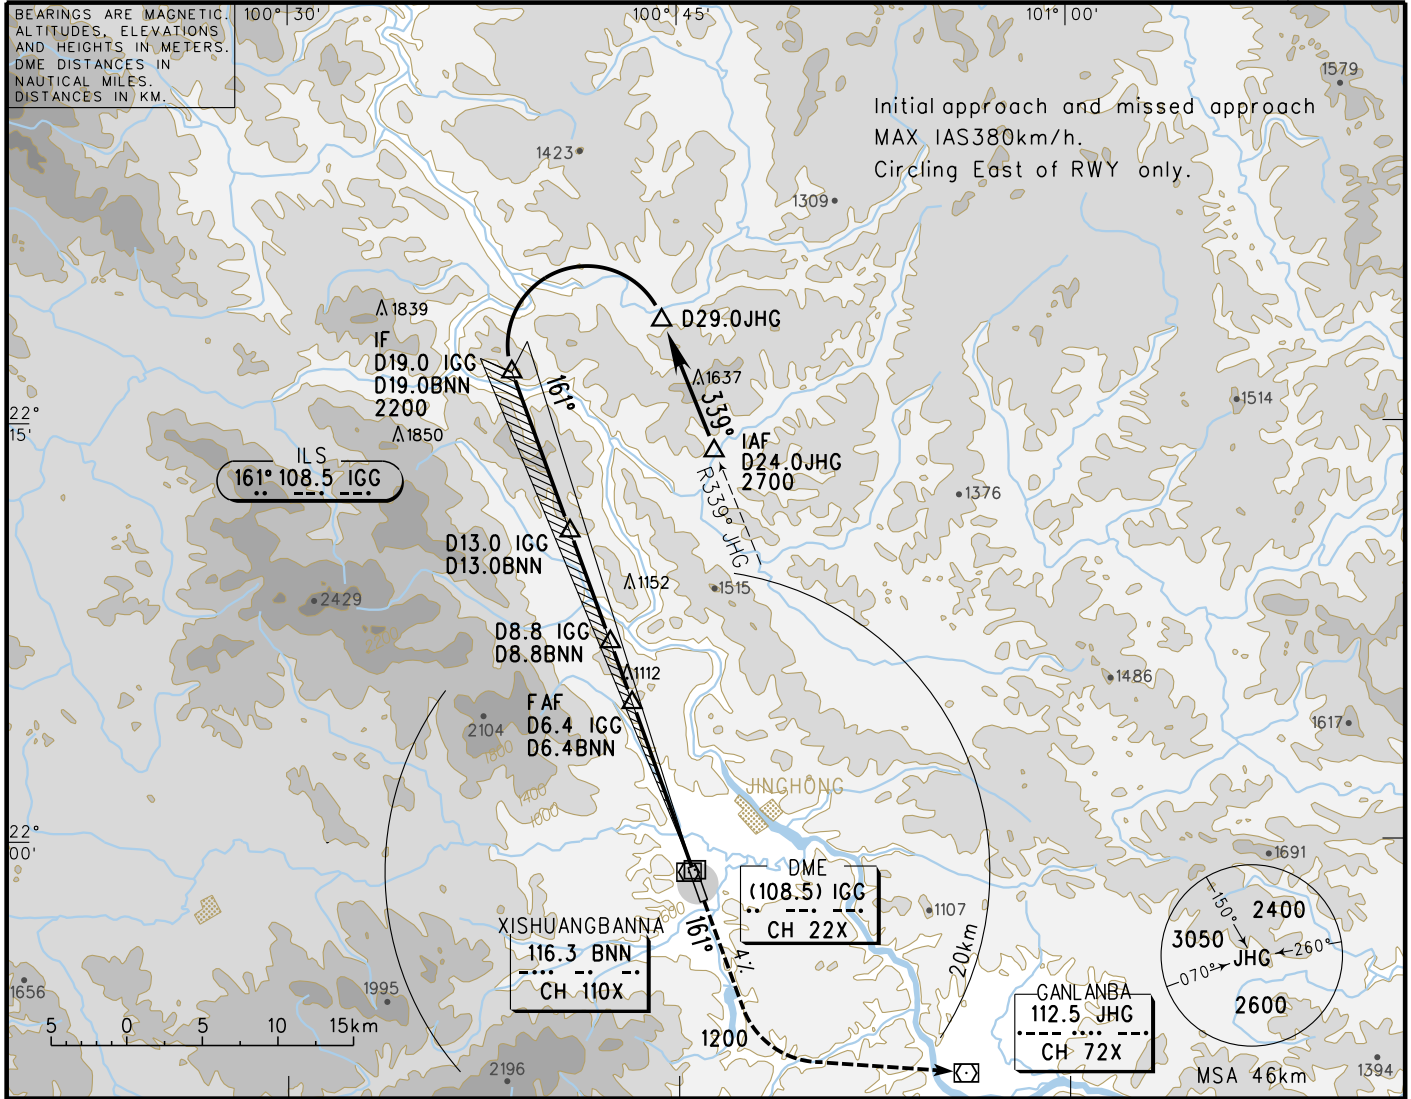 BEARINGS ARE MAGNETIC.
ALTITUDES, ELEVATIONS
AND HEIGHTS IN METERS.
DME DISTANCES IN
NAUTICAL MILES.
DISTANCES IN KM.
100°30'
100°45'
101°00'
1579
Initial approach and missed approach
MAX IAS380km/h.
Circling East of RWY only.
1423
1309
1839
IF
D19.0 IGG
D19.0BNN
2200
1850
D29.0JHG
161°
1637
339°
1514
22°
15'
IAF
D24.0JHG
2700
R339° JHG
ILS
161° 108.5 IGG
1376
D13.0 IGG
D13.0BNN
1152
1515
2429
D8.8 IGG
D8.8BNN
1112
1486
FAF
D6.4 IGG
D6.4BNN
2104
1800
1617
1400
1000
JINGHONG
22°
00'
1691
DME
(108.5) IGG
CH 22X
1107
600
XISHUANGBANNA
116.3 BNN
CH 110X
161°
4%
20km
150°
2400
3050
JHG
260°
070°
2600
MSA 46km
1656
1995
5 0 5 10 15km
1200
GANLANBA
112.5 JHG
CH 72X
2196
1394